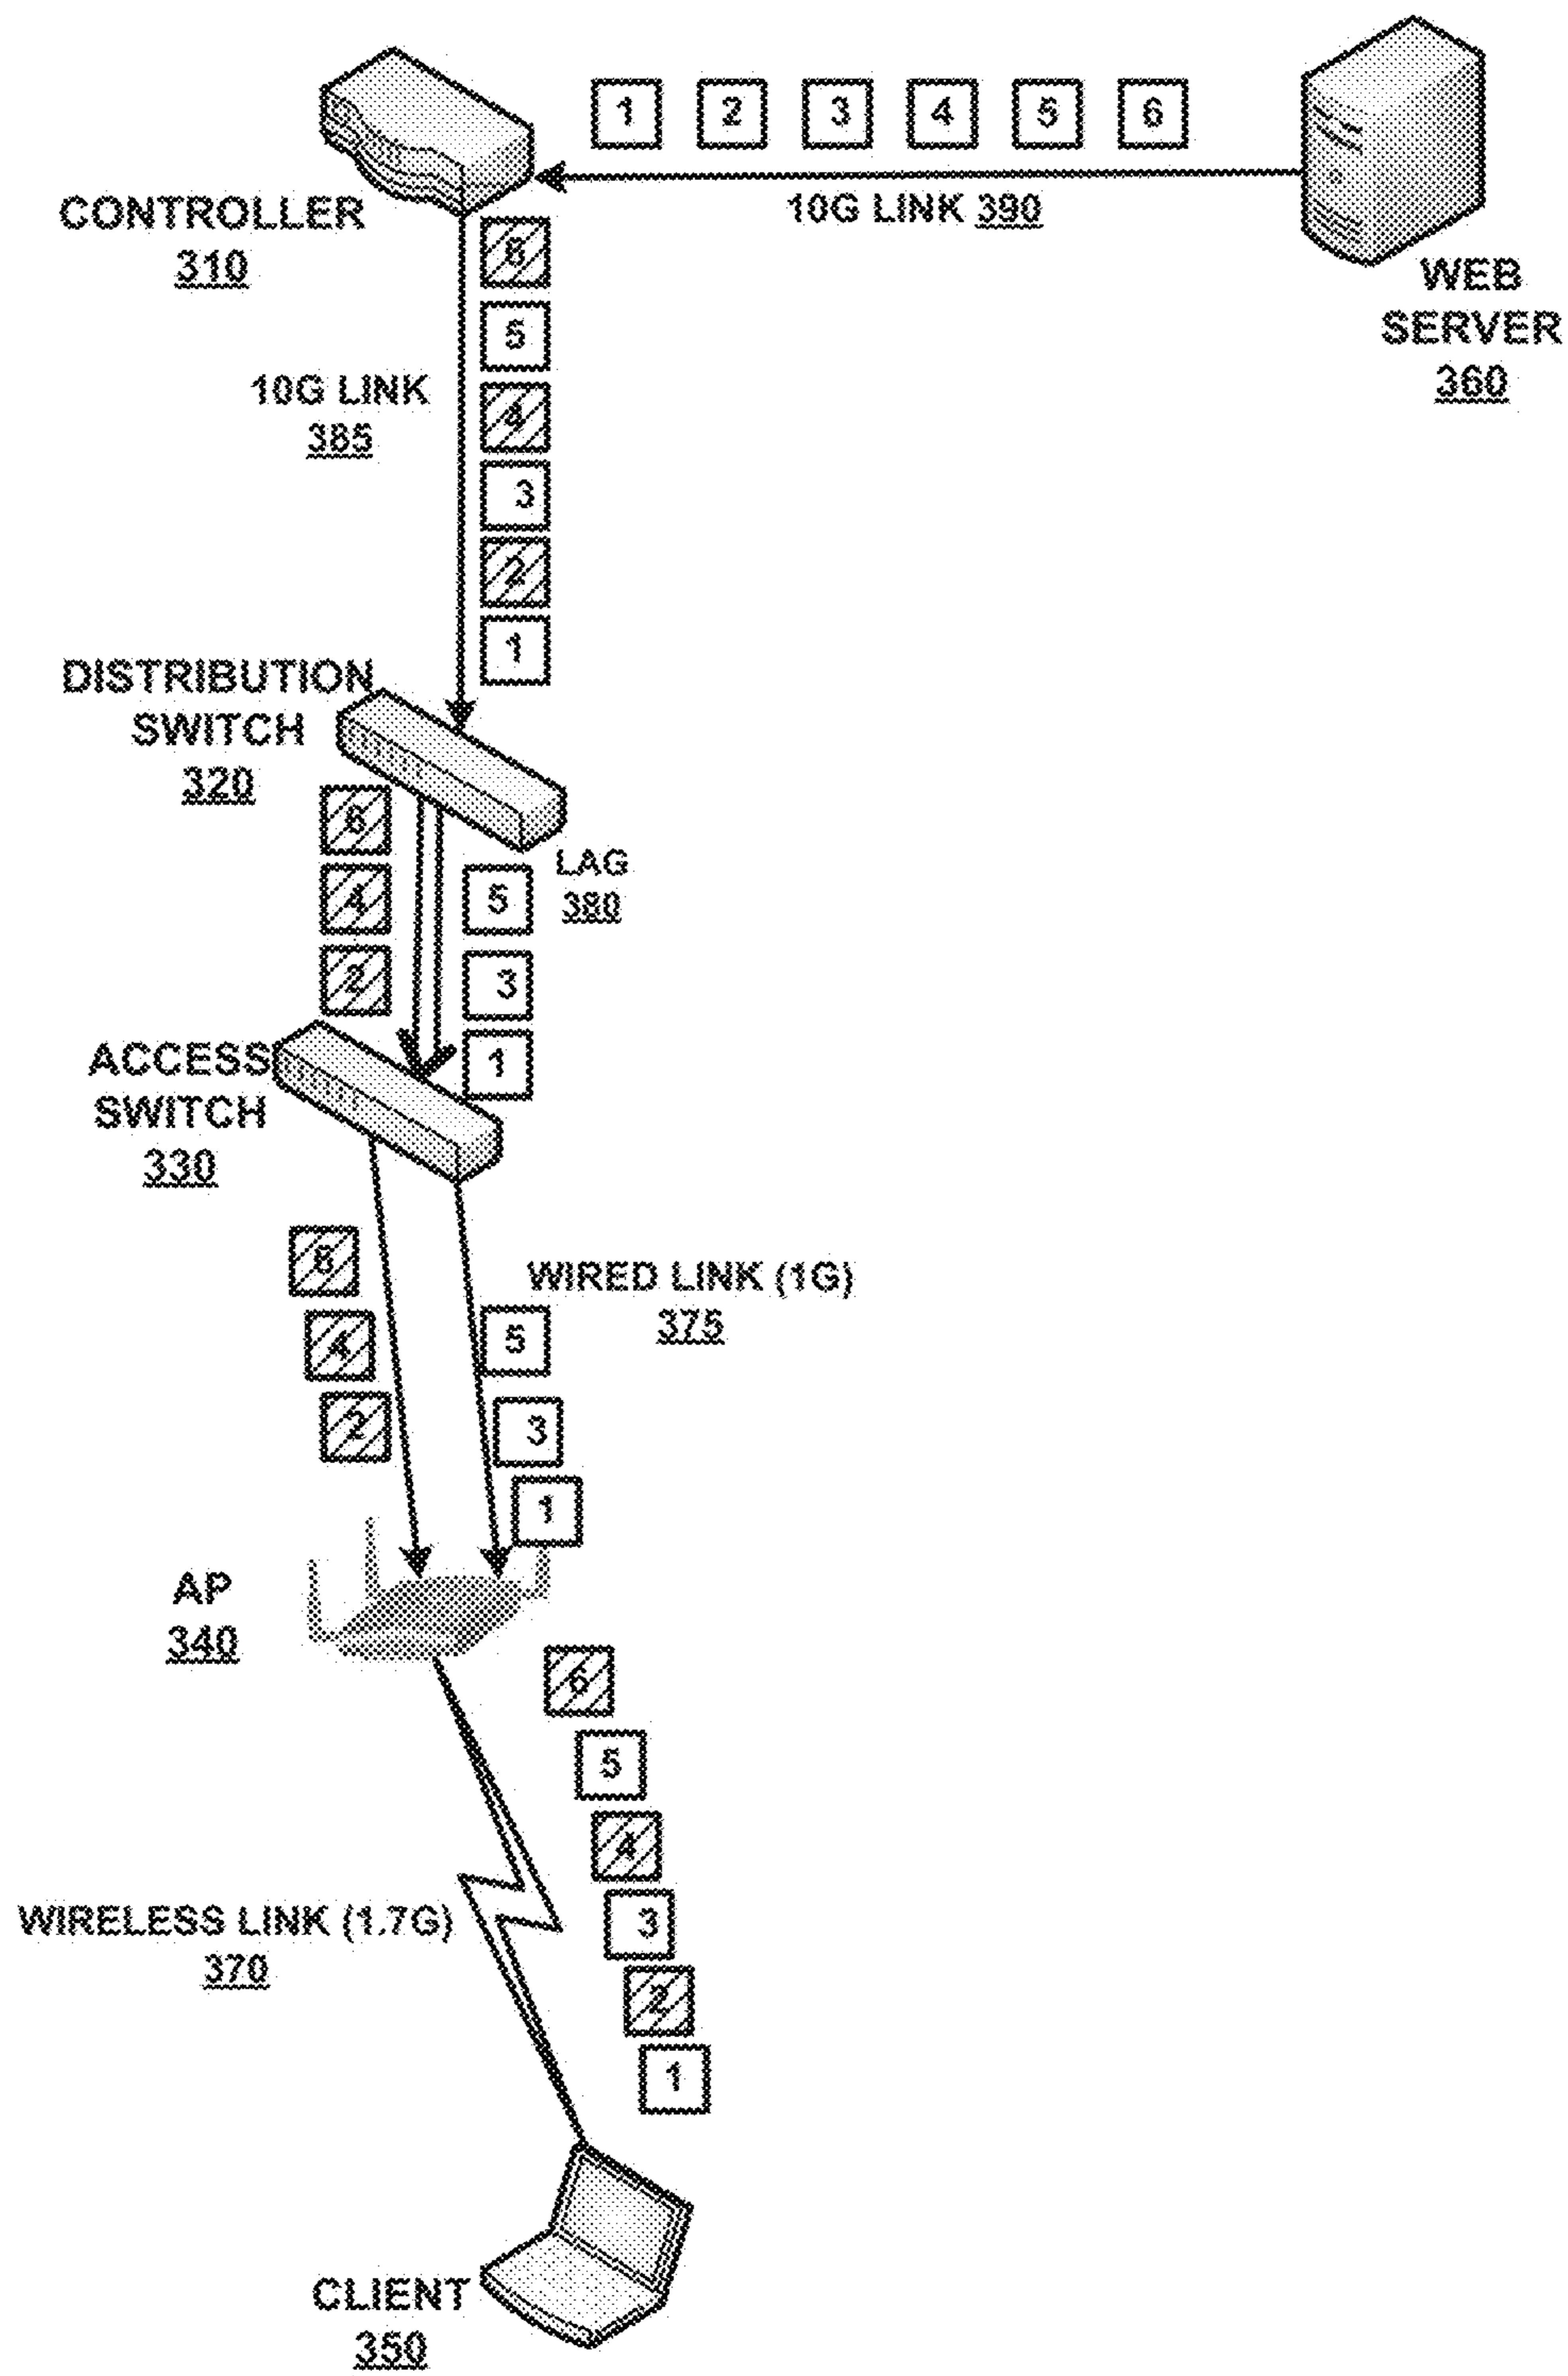 1 2 3 4 5 6
10G LINK 390
CONTROLLER
310
WEB
SERVER
360
6
5
4
3
2
1
10G LINK
385
DISTRIBUTION
SWITCH
320
6
4
2
LAG
380
5
3
1
ACCESS
SWITCH
330
6
4
2
WIRED LINK (1G)
375
5
3
1
AP
340
6
5
4
3
2
1
WIRELESS LINK (1.7G)
370
CLIENT
350